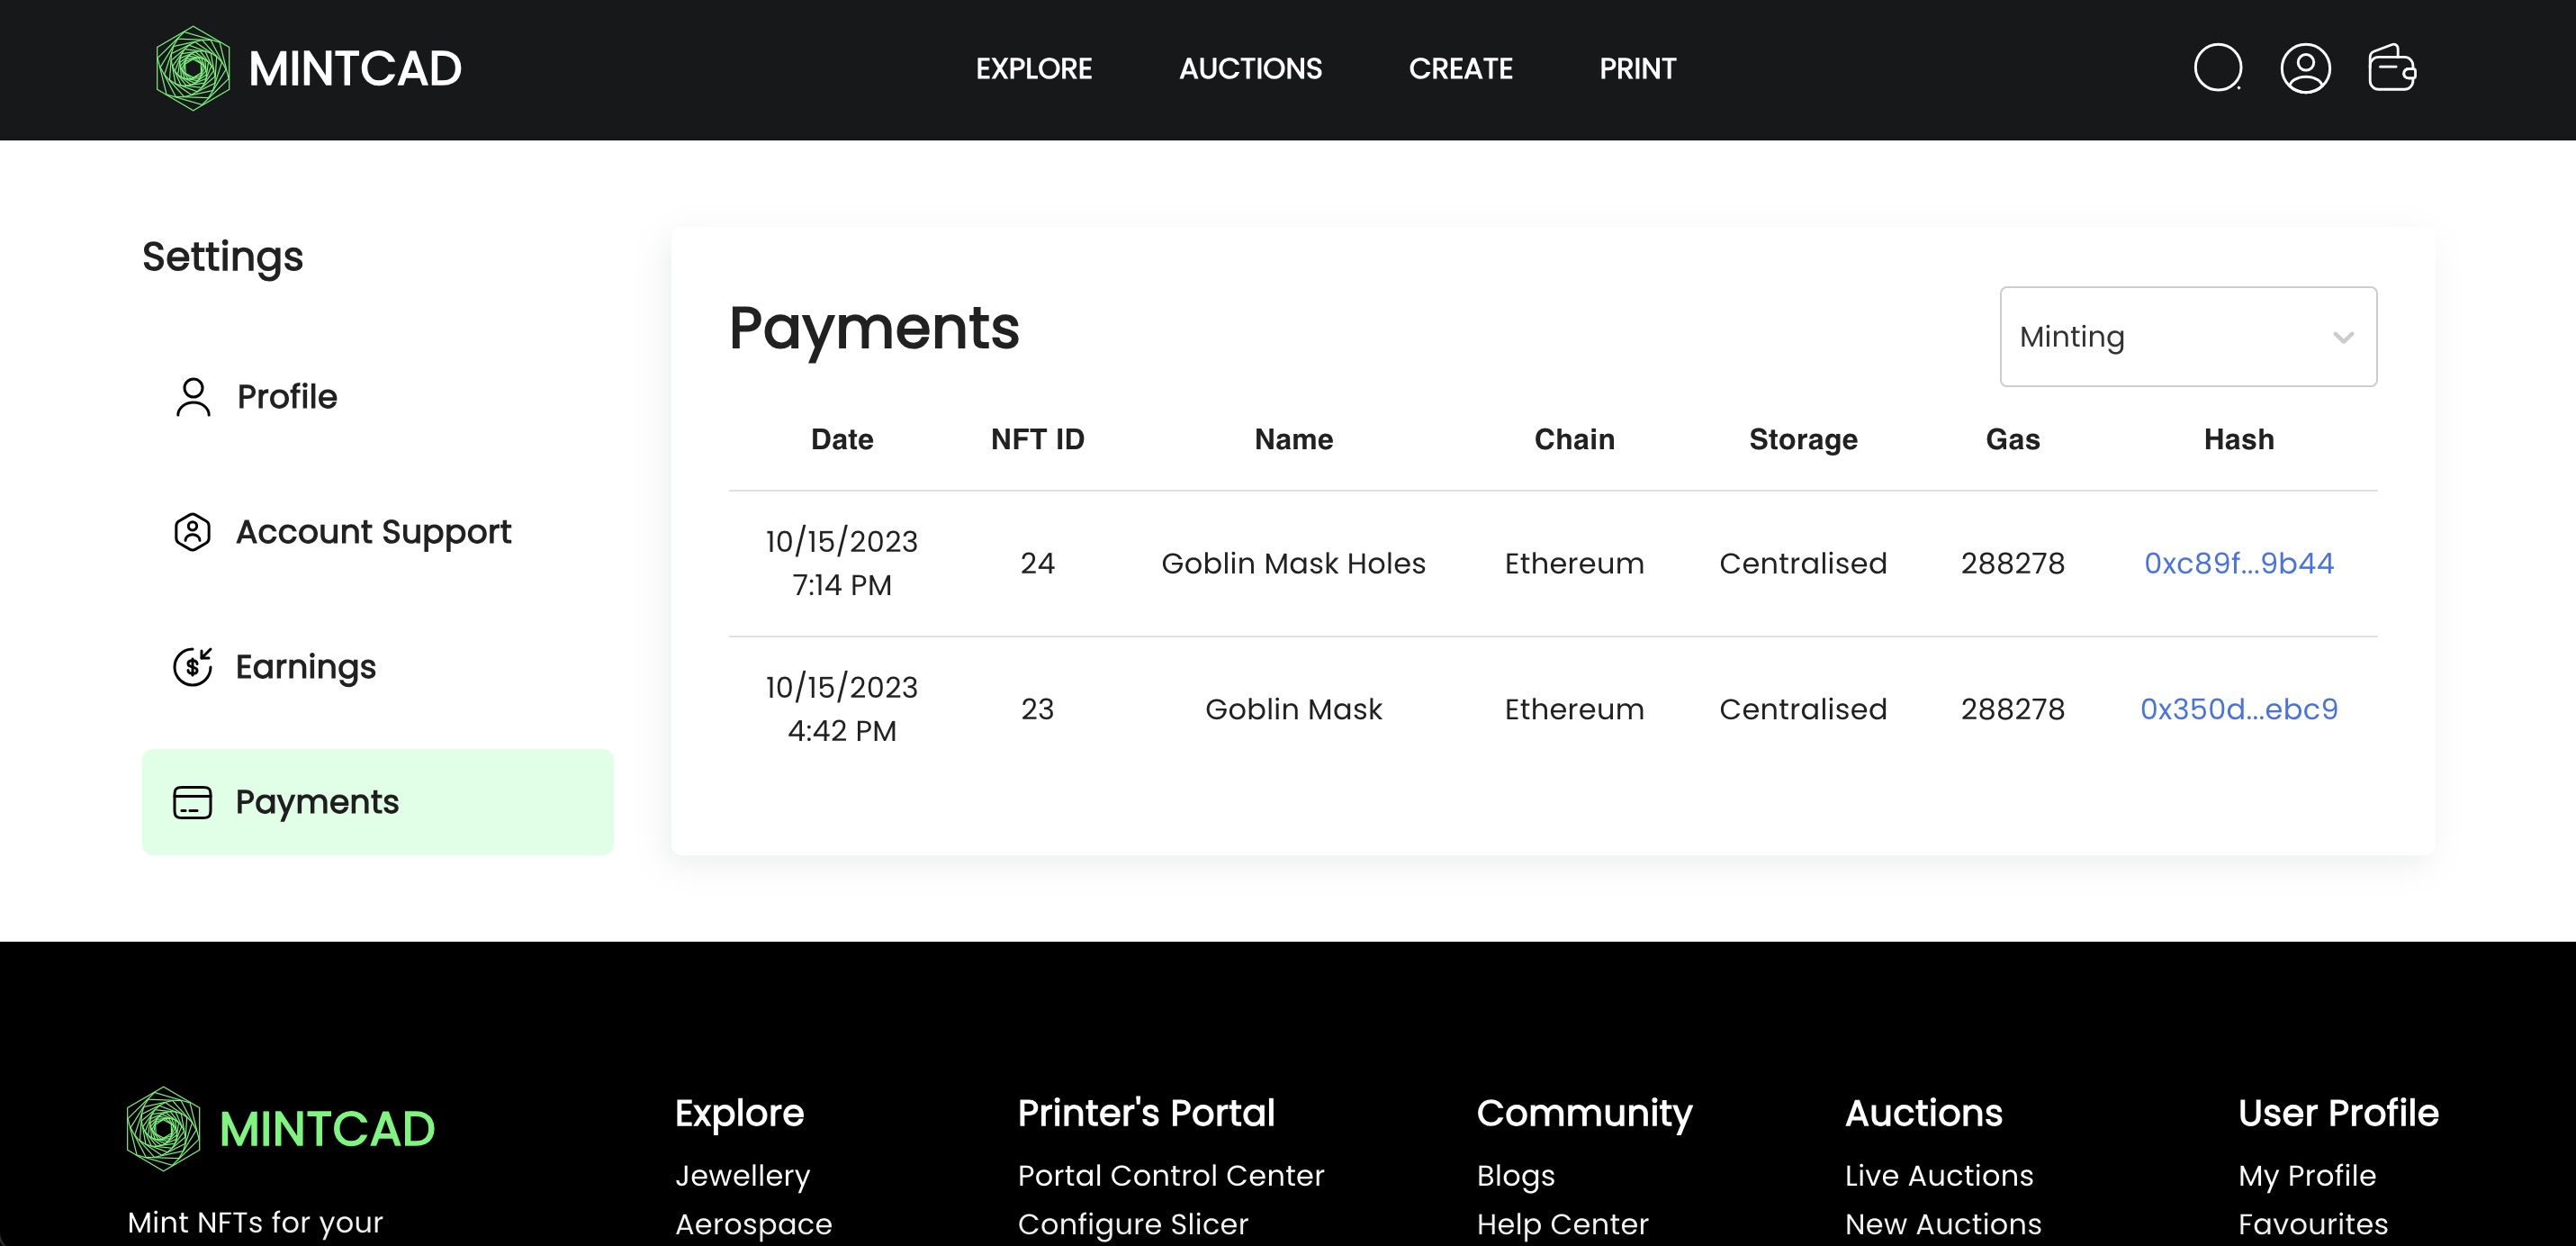 MINTCAD
EXPLORE AUCTIONS CREATE PRINT
Settings
Profile
Account Support
Earnings
Payments
Payments
Minting
Date NFT ID Name Chain Storage Gas Hash
10/15/2023
7:14 PM
24 Goblin Mask Holes Ethereum Centralised 288278 0xc89f...9b44
10/15/2023
4:42 PM
23 Goblin Mask Ethereum Centralised 288278 0x350d...ebc9
MINTCAD
Mint NFTs for your
Explore
Jewellery
Aerospace
Printer's Portal
Portal Control Center
Configure Slicer
Community
Blogs
Help Center
Auctions
Live Auctions
New Auctions
User Profile
My Profile
Favourites